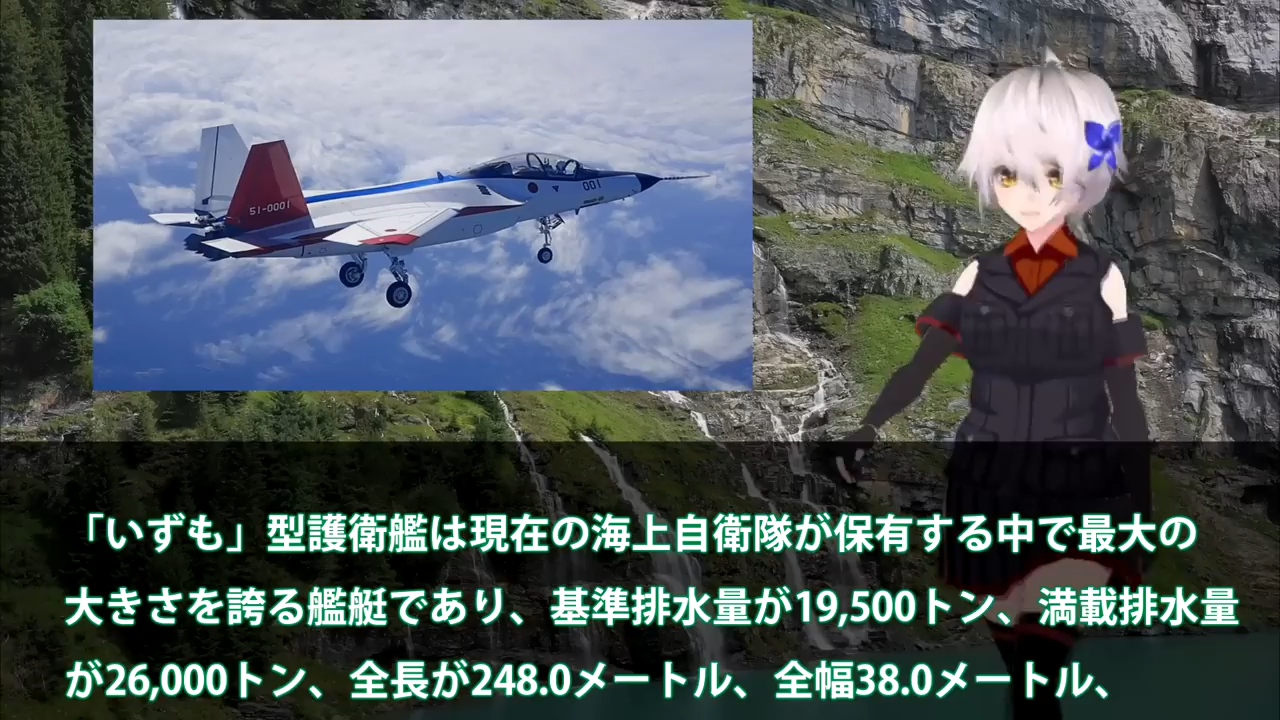 51-0001
001
「いずも」型護衛艦は現在の海上自衛隊が保有する中で最大の
大きさを誇る艦艇であり、基準排水量が19,500トン、満載排水量
が26,000トン、全長が248.0メートル、全幅38.0メートル、